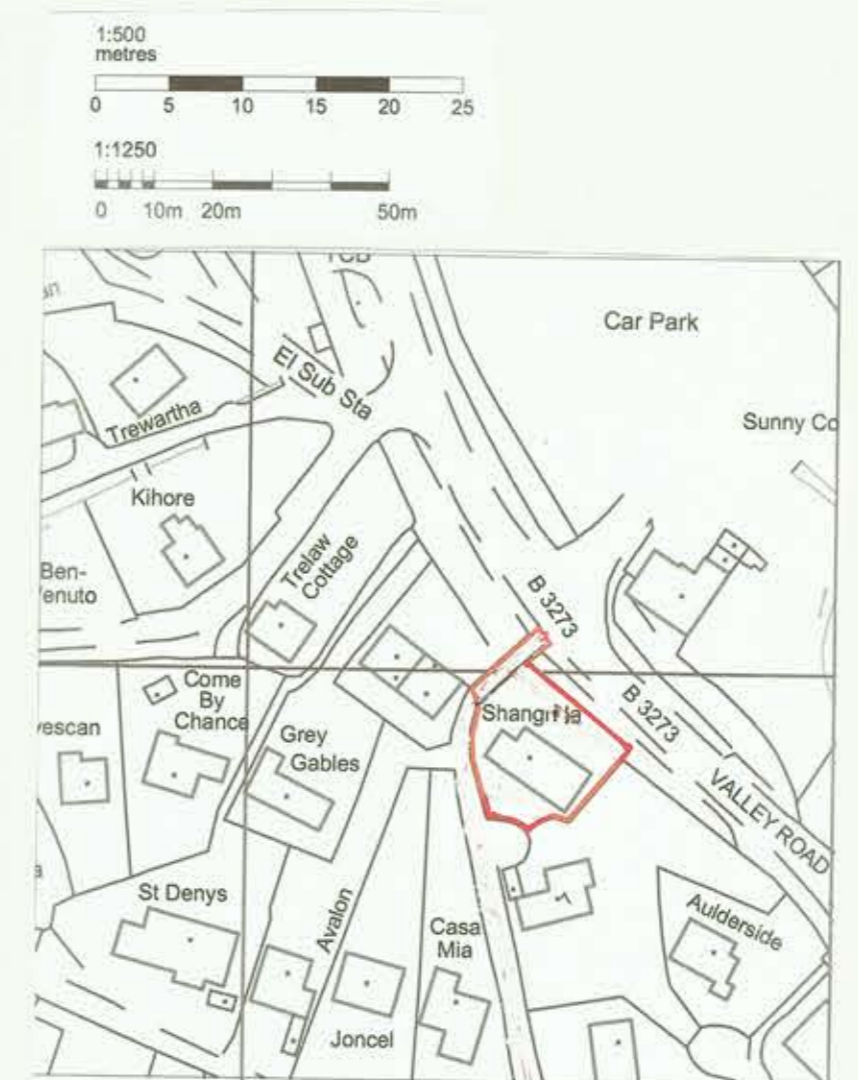 1:500
metres
0 5 10 15 20 25
1:1250
0 10m 20m 50m
TCB
Car Park
El Sub Sta
Trewartha
Sunny Co
Kihore
Trelaw
Cottage
Ben-
B 3273
Come
By
Chance
Shangri la
B 3273
Grey
Gables
VALLEY ROAD
St Denys
Avalon
Casa
Mia
Aulderside
Joncel